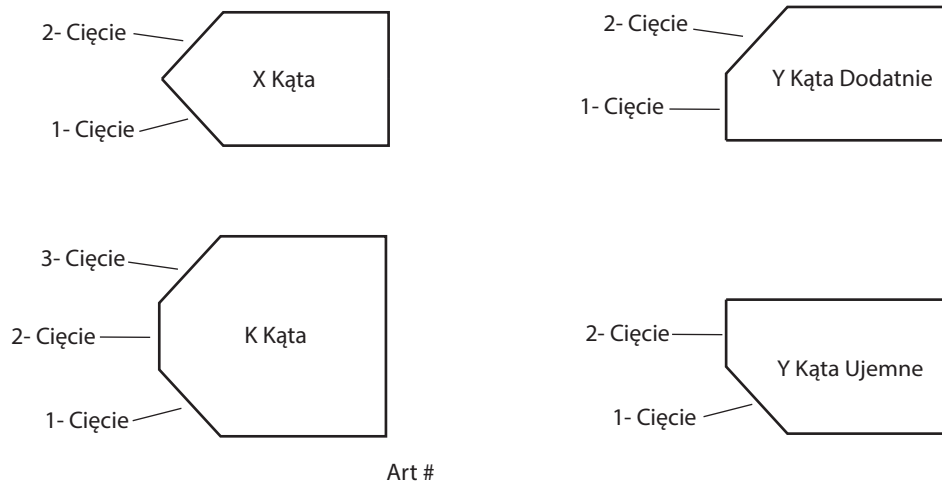 2- Cięcie
X Kąta
1- Cięcie
2- Cięcie
Y Kąta Dodatnie
1- Cięcie
3- Cięcie
2- Cięcie
K Kąta
1- Cięcie
2- Cięcie
Y Kąta Ujemne
1- Cięcie
Art #